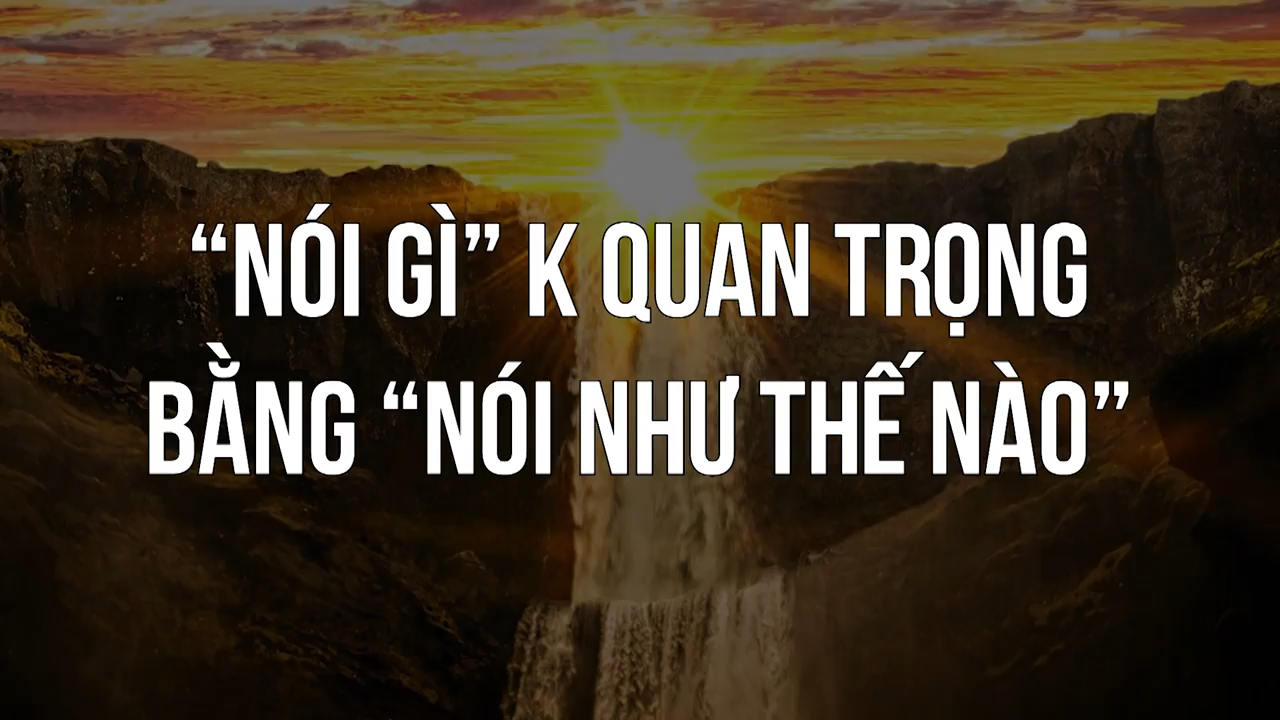 “NÓI GÌ” K QUAN TRỌNG
BẰNG “NÓI NHƯ THẾ NÀO”